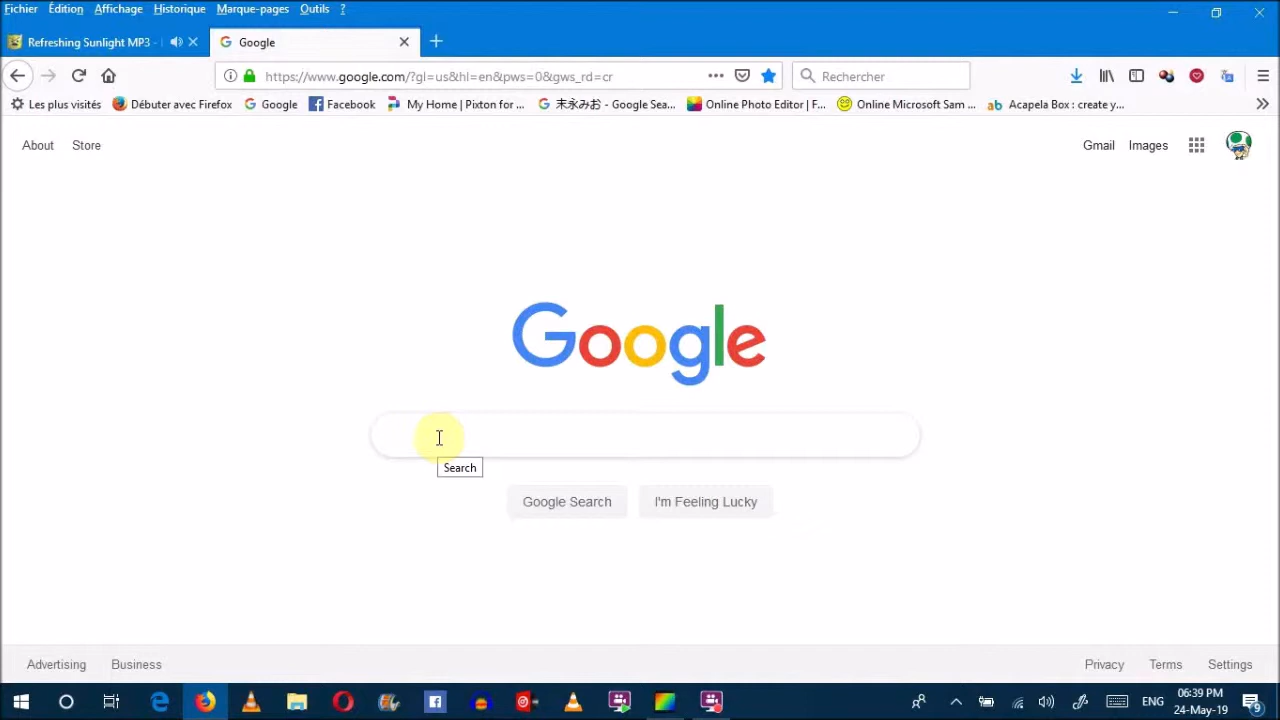 Fichier Édition Affichage Historique Marque-pages Outils ?
Refreshing Sunlight MP3 - Google
https://www.google.com/?gl=us&hl=en&pws=0&gws_rd=cr Rechercher
Les plus visités Débuter avec Firefox Google Facebook My Home | Pixton for ... 末永みお - Google Sea... Online Photo Editor | F... Online Microsoft Sam ... Acapela Box : create y...
About Store Gmail Images
Google
Search
Google Search I'm Feeling Lucky
Advertising Business Privacy Terms Settings
ENG 06:39 PM
24-May-19 9